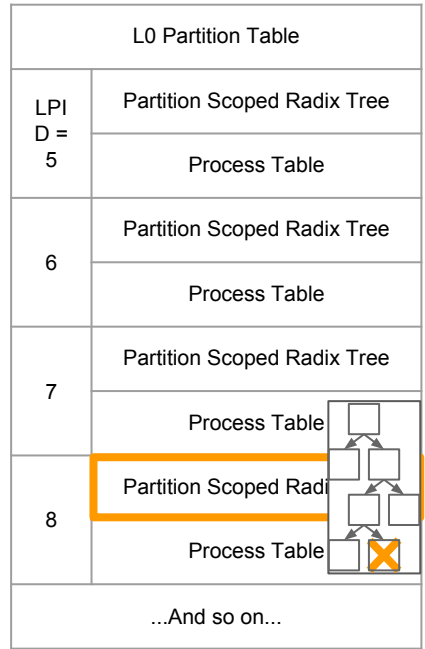 L0 Partition Table
LPI
D =
5
Partition Scoped Radix Tree
Process Table
6
Partition Scoped Radix Tree
Process Table
7
Partition Scoped Radix Tree
Process Table
8
Partition Scoped Radi
Process Table
...And so on...